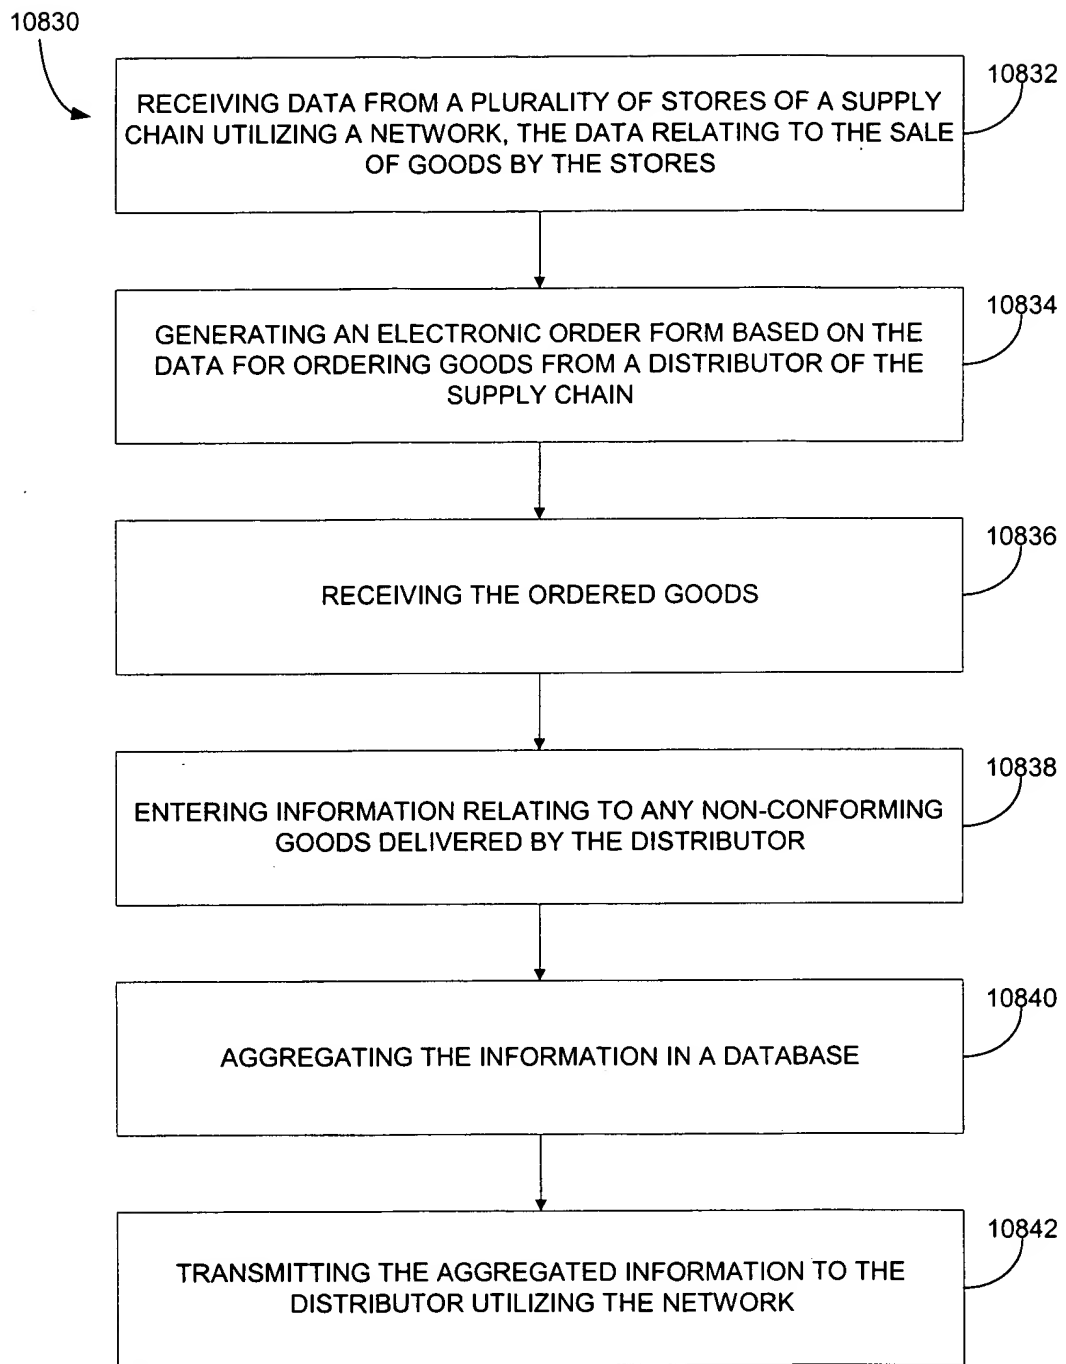 10830
10832
RECEIVING DATA FROM A PLURALITY OF STORES OF A SUPPLY
CHAIN UTILIZING A NETWORK, THE DATA RELATING TO THE SALE
OF GOODS BY THE STORES
10834
GENERATING AN ELECTRONIC ORDER FORM BASED ON THE
DATA FOR ORDERING GOODS FROM A DISTRIBUTOR OF THE
SUPPLY CHAIN
10836
RECEIVING THE ORDERED GOODS
10838
ENTERING INFORMATION RELATING TO ANY NON-CONFORMING
GOODS DELIVERED BY THE DISTRIBUTOR
10840
AGGREGATING THE INFORMATION IN A DATABASE
10842
TRANSMITTING THE AGGREGATED INFORMATION TO THE
DISTRIBUTOR UTILIZING THE NETWORK